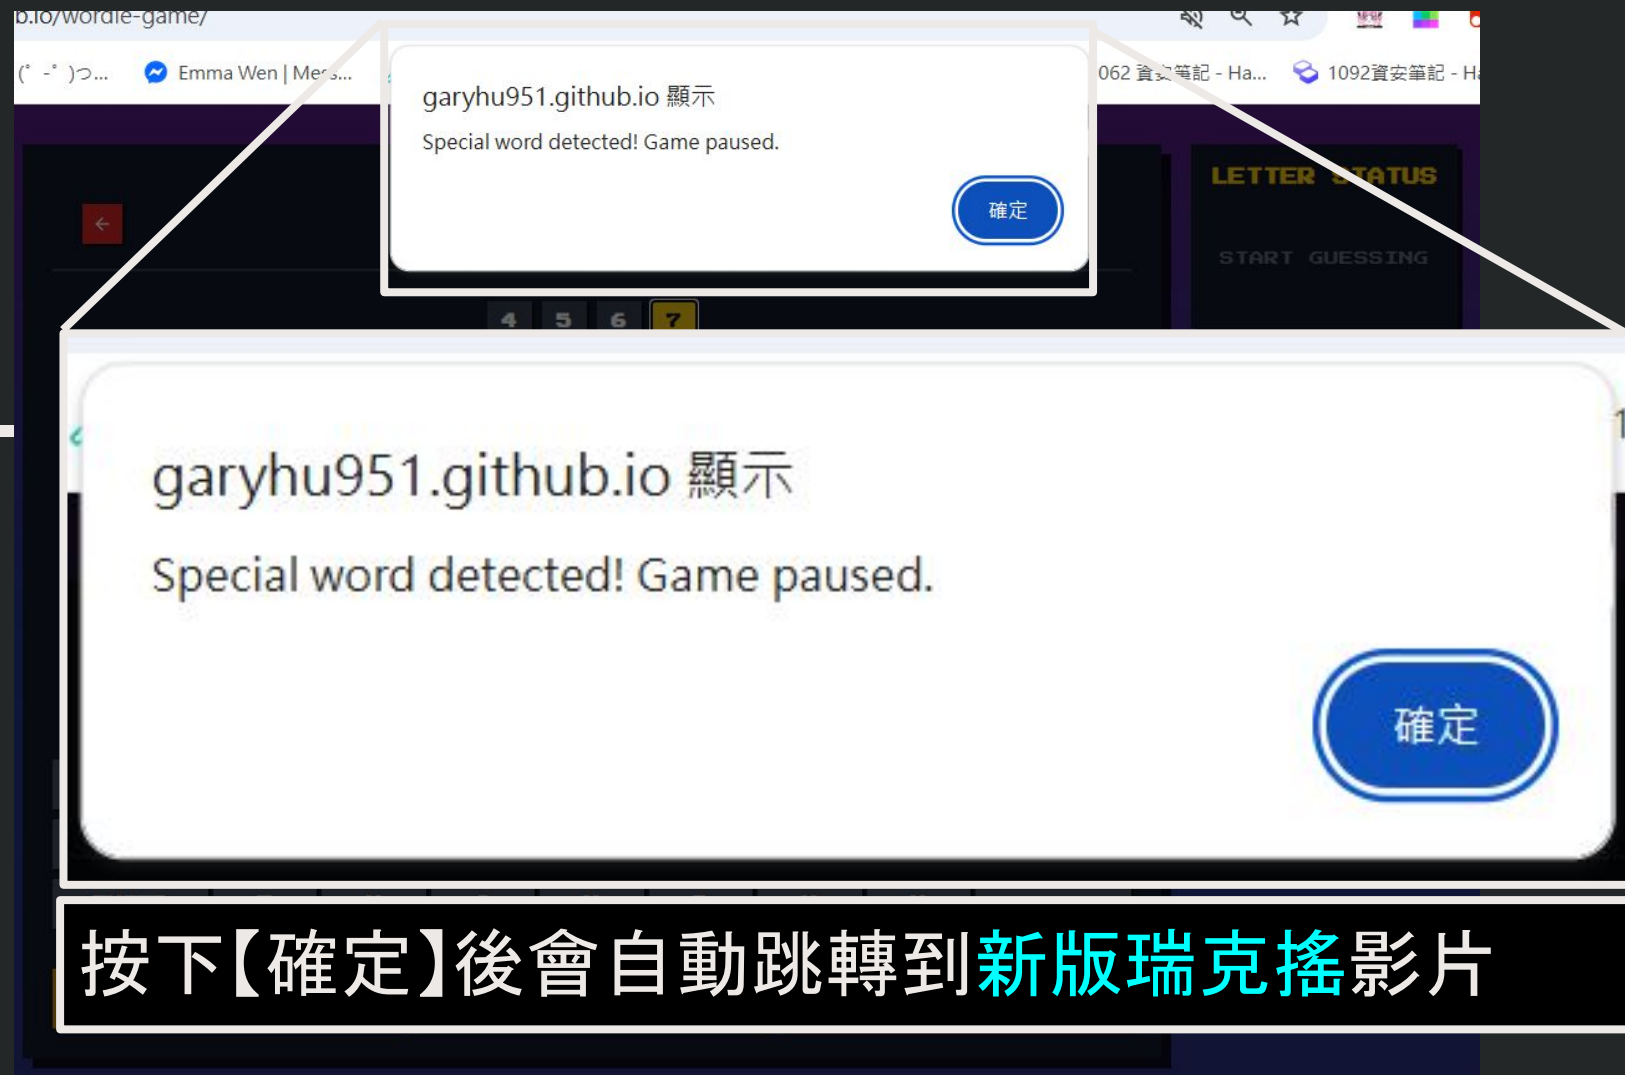 b.io/wordle-game/
(゜-゜)つ...
Emma Wen | Mess...
062 資安筆記 - Ha...
1092資安筆記 - Ha
garyhu951.github.io 顯示
Special word detected! Game paused.
確定
LETTER STATUS
START GUESSING
4 5 6 7
garyhu951.github.io 顯示
Special word detected! Game paused.
確定
按下【確定】後會自動跳轉到新版瑞克搖影片